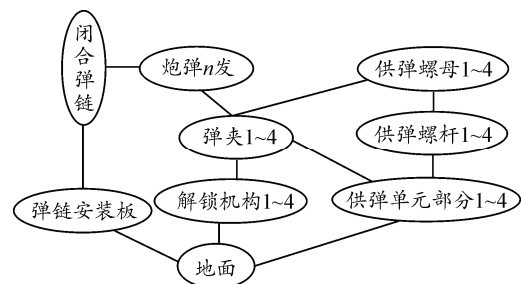 闭合弹链
炮弹n发
供弹螺母1~4
弹夹1~4
供弹螺杆1~4
弹链安装板
解锁机构1~4
供弹单元部分1~4
地面